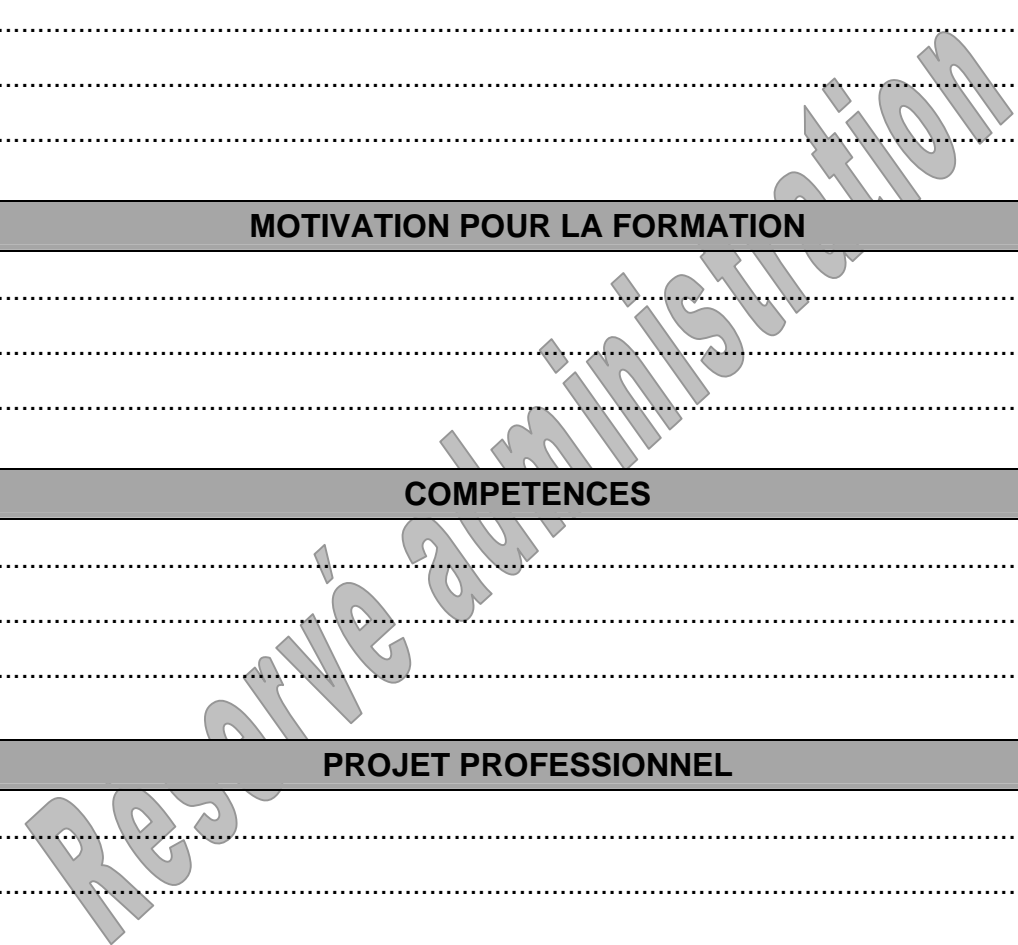 MOTIVATION POUR LA FORMATION
COMPETENCES
PROJET PROFESSIONNEL
Reservé administration